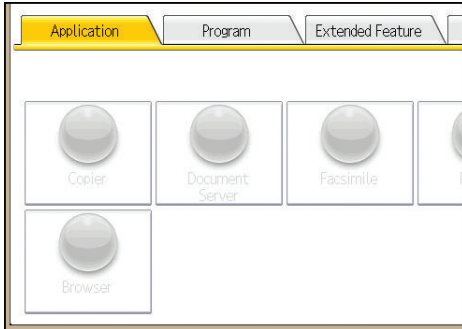 Application
Program
Extended Feature
Copier
Document
Server
Facsimile
Browser